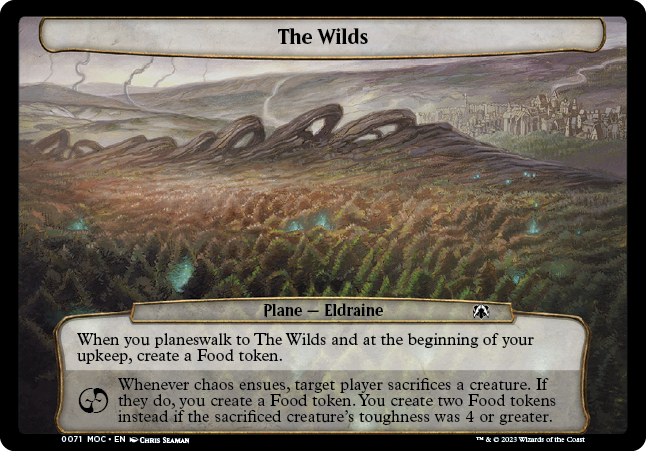 The Wilds
Plane — Eldraine
When you planeswalk to The Wilds and at the beginning of your
upkeep, create a Food token.
Whenever chaos ensues, target player sacrifices a creature. If
they do, you create a Food token. You create two Food tokens
instead if the sacrificed creature's toughness was 4 or greater.
0071 MOC • EN Chris Seaman
™ & © 2023 Wizards of the Coast